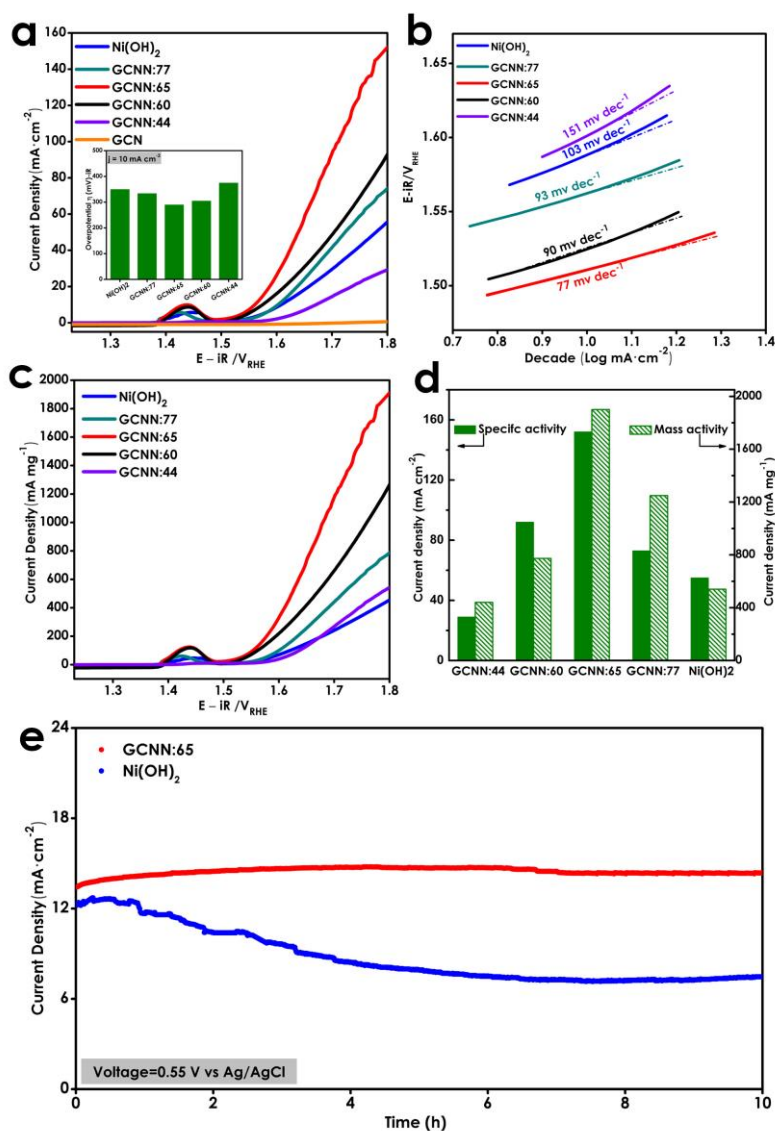 a
160
140
120
100
80
60
40
20
0
Current Density (mA·cm⁻²)
Ni(OH)₂
GCNN:77
GCNN:65
GCNN:60
GCNN:44
GCN
j = 10 mA cm⁻²
500
400
300
200
100
0
Overpotential η (mV)-iR
Ni(OH)2
GCNN:77
GCNN:65
GCNN:60
GCNN:44
1.3 1.4 1.5 1.6 1.7 1.8
E – iR /V_RHE
b
1.65
1.60
1.55
1.50
E-iR/V_RHE
Ni(OH)₂
GCNN:77
GCNN:65
GCNN:60
GCNN:44
151 mv dec⁻¹
103 mv dec⁻¹
93 mv dec⁻¹
90 mv dec⁻¹
77 mv dec⁻¹
0.7 0.8 0.9 1.0 1.1 1.2 1.3 1.4
Decade (Log mA·cm⁻²)
c
2000
1800
1600
1400
1200
1000
800
600
400
200
0
Current Density (mA mg⁻¹)
Ni(OH)₂
GCNN:77
GCNN:65
GCNN:60
GCNN:44
1.3 1.4 1.5 1.6 1.7 1.8
E – iR /V_RHE
d
160
120
80
40
0
Current density (mA cm⁻²)
Specifc activity
Mass activity
2000
1600
1200
800
400
0
Current density (mA mg⁻¹)
GCNN:44 GCNN:60 GCNN:65 GCNN:77 Ni(OH)2
e
24
18
12
6
0
Current Density (mA·cm⁻²)
GCNN:65
Ni(OH)₂
Voltage=0.55 V vs Ag/AgCl
0 2 4 6 8 10
Time (h)